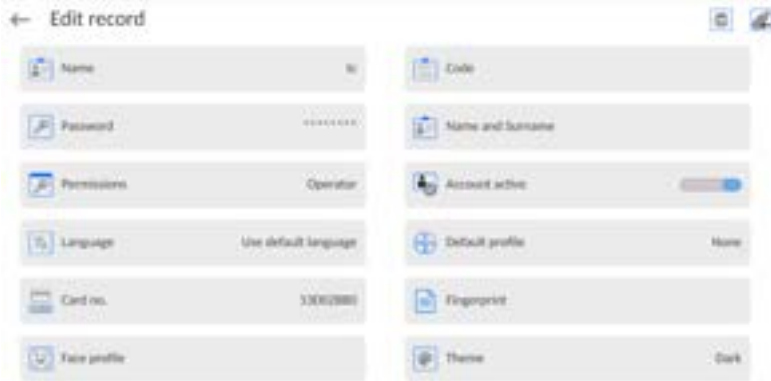 Edit record
Name
Code
Password ********
Name and Surname
Permissions Operator
Account active
Language Use default language
Default profile None
Card no.
Fingerprint
Face profile
Theme Dark